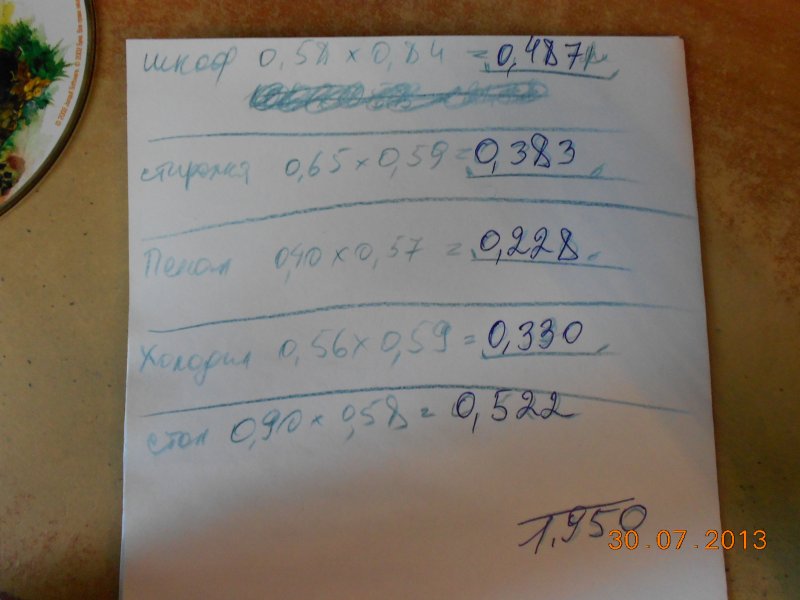 шкаф 0,58 x 0,84 = 0,487
стиралка 0,65 x 0,59 = 0,383
Пенал 0,40 x 0,57 = 0,228
Холодил 0,56 x 0,59 = 0,330
стол 0,90 x 0,58 = 0,522
1,950
30.07.2013